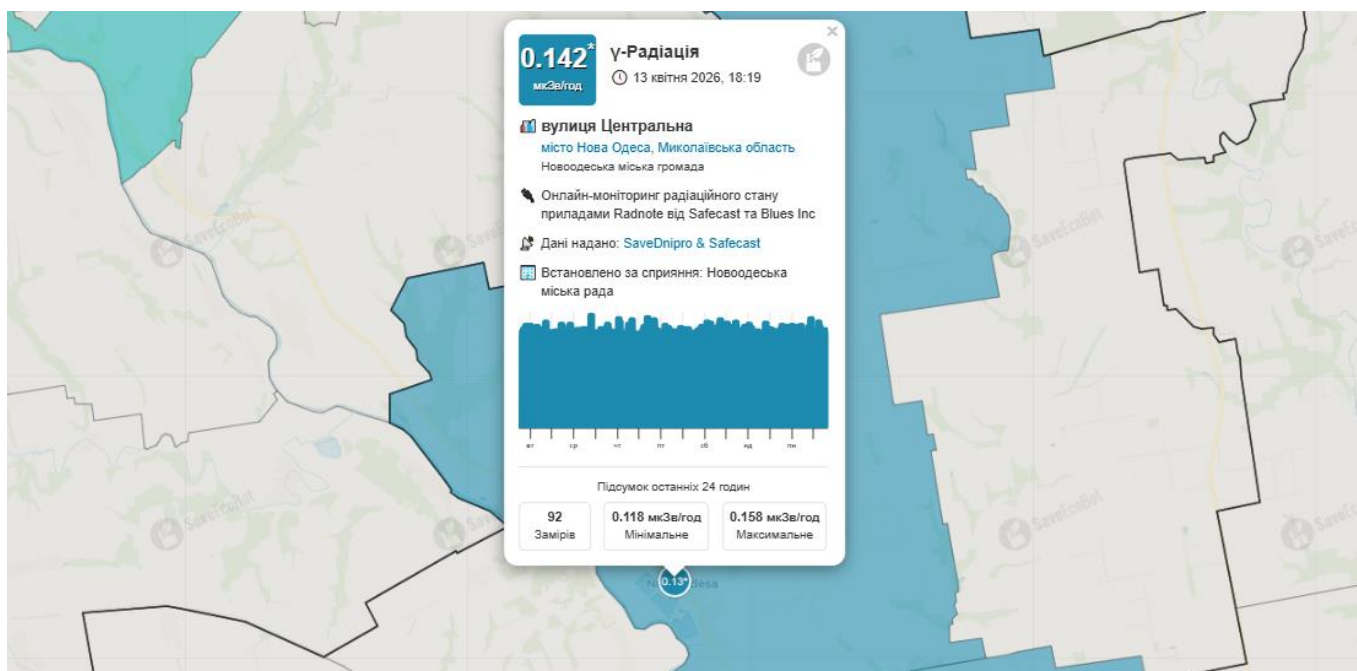 0.142*
мкЗв/год
γ-Радіація
13 квітня 2026, 18:19
×
вулиця Центральна
місто Нова Одеса, Миколаївська область
Новоодеська міська громада
Онлайн-моніторинг радіаційного стану
приладами Radnote від Safecast та Blues Inc
Дані надано: SaveDnipro & Safecast
Встановлено за сприяння: Новоодеська
міська рада
вт ср чт пт сб нд пн
Підсумок останніх 24 годин
92
Замірів
0.118 мкЗв/год
Мінімальне
0.158 мкЗв/год
Максимальне
0.13*
SaveEcoBot
SaveEcoBot
SaveEcoBot
SaveEcoBot
SaveEcoBot